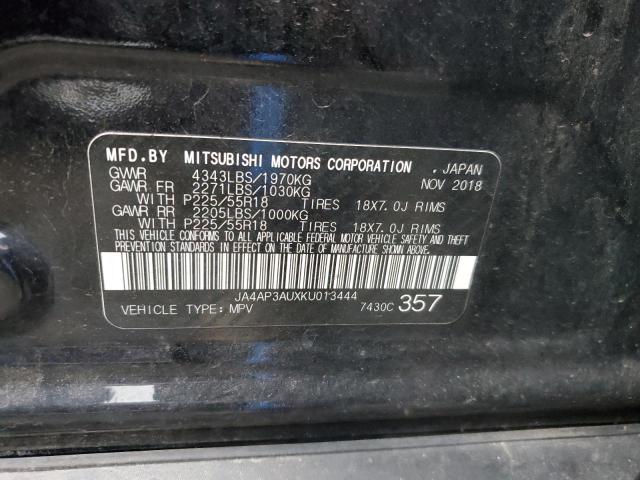 MFD.BY MITSUBISHI MOTORS CORPORATION . JAPAN
GVWR 4343LBS/1970KG NOV 2018
GAWR FR 2271LBS/1030KG
WITH P225/55R18 TIRES 18X7.0J RIMS
GAWR RR 2205LBS/1000KG
WITH P225/55R18 TIRES 18X7.0J RIMS
THIS VEHICLE CONFORMS TO ALL APPLICABLE FEDERAL MOTOR VEHICLE SAFETY AND THEFT
PREVENTION STANDARDS IN EFFECT ON THE DATE OF MANUFACTURE SHOWN ABOVE.
JA4AP3AUXKU013444
VEHICLE TYPE: MPV 7430C 357